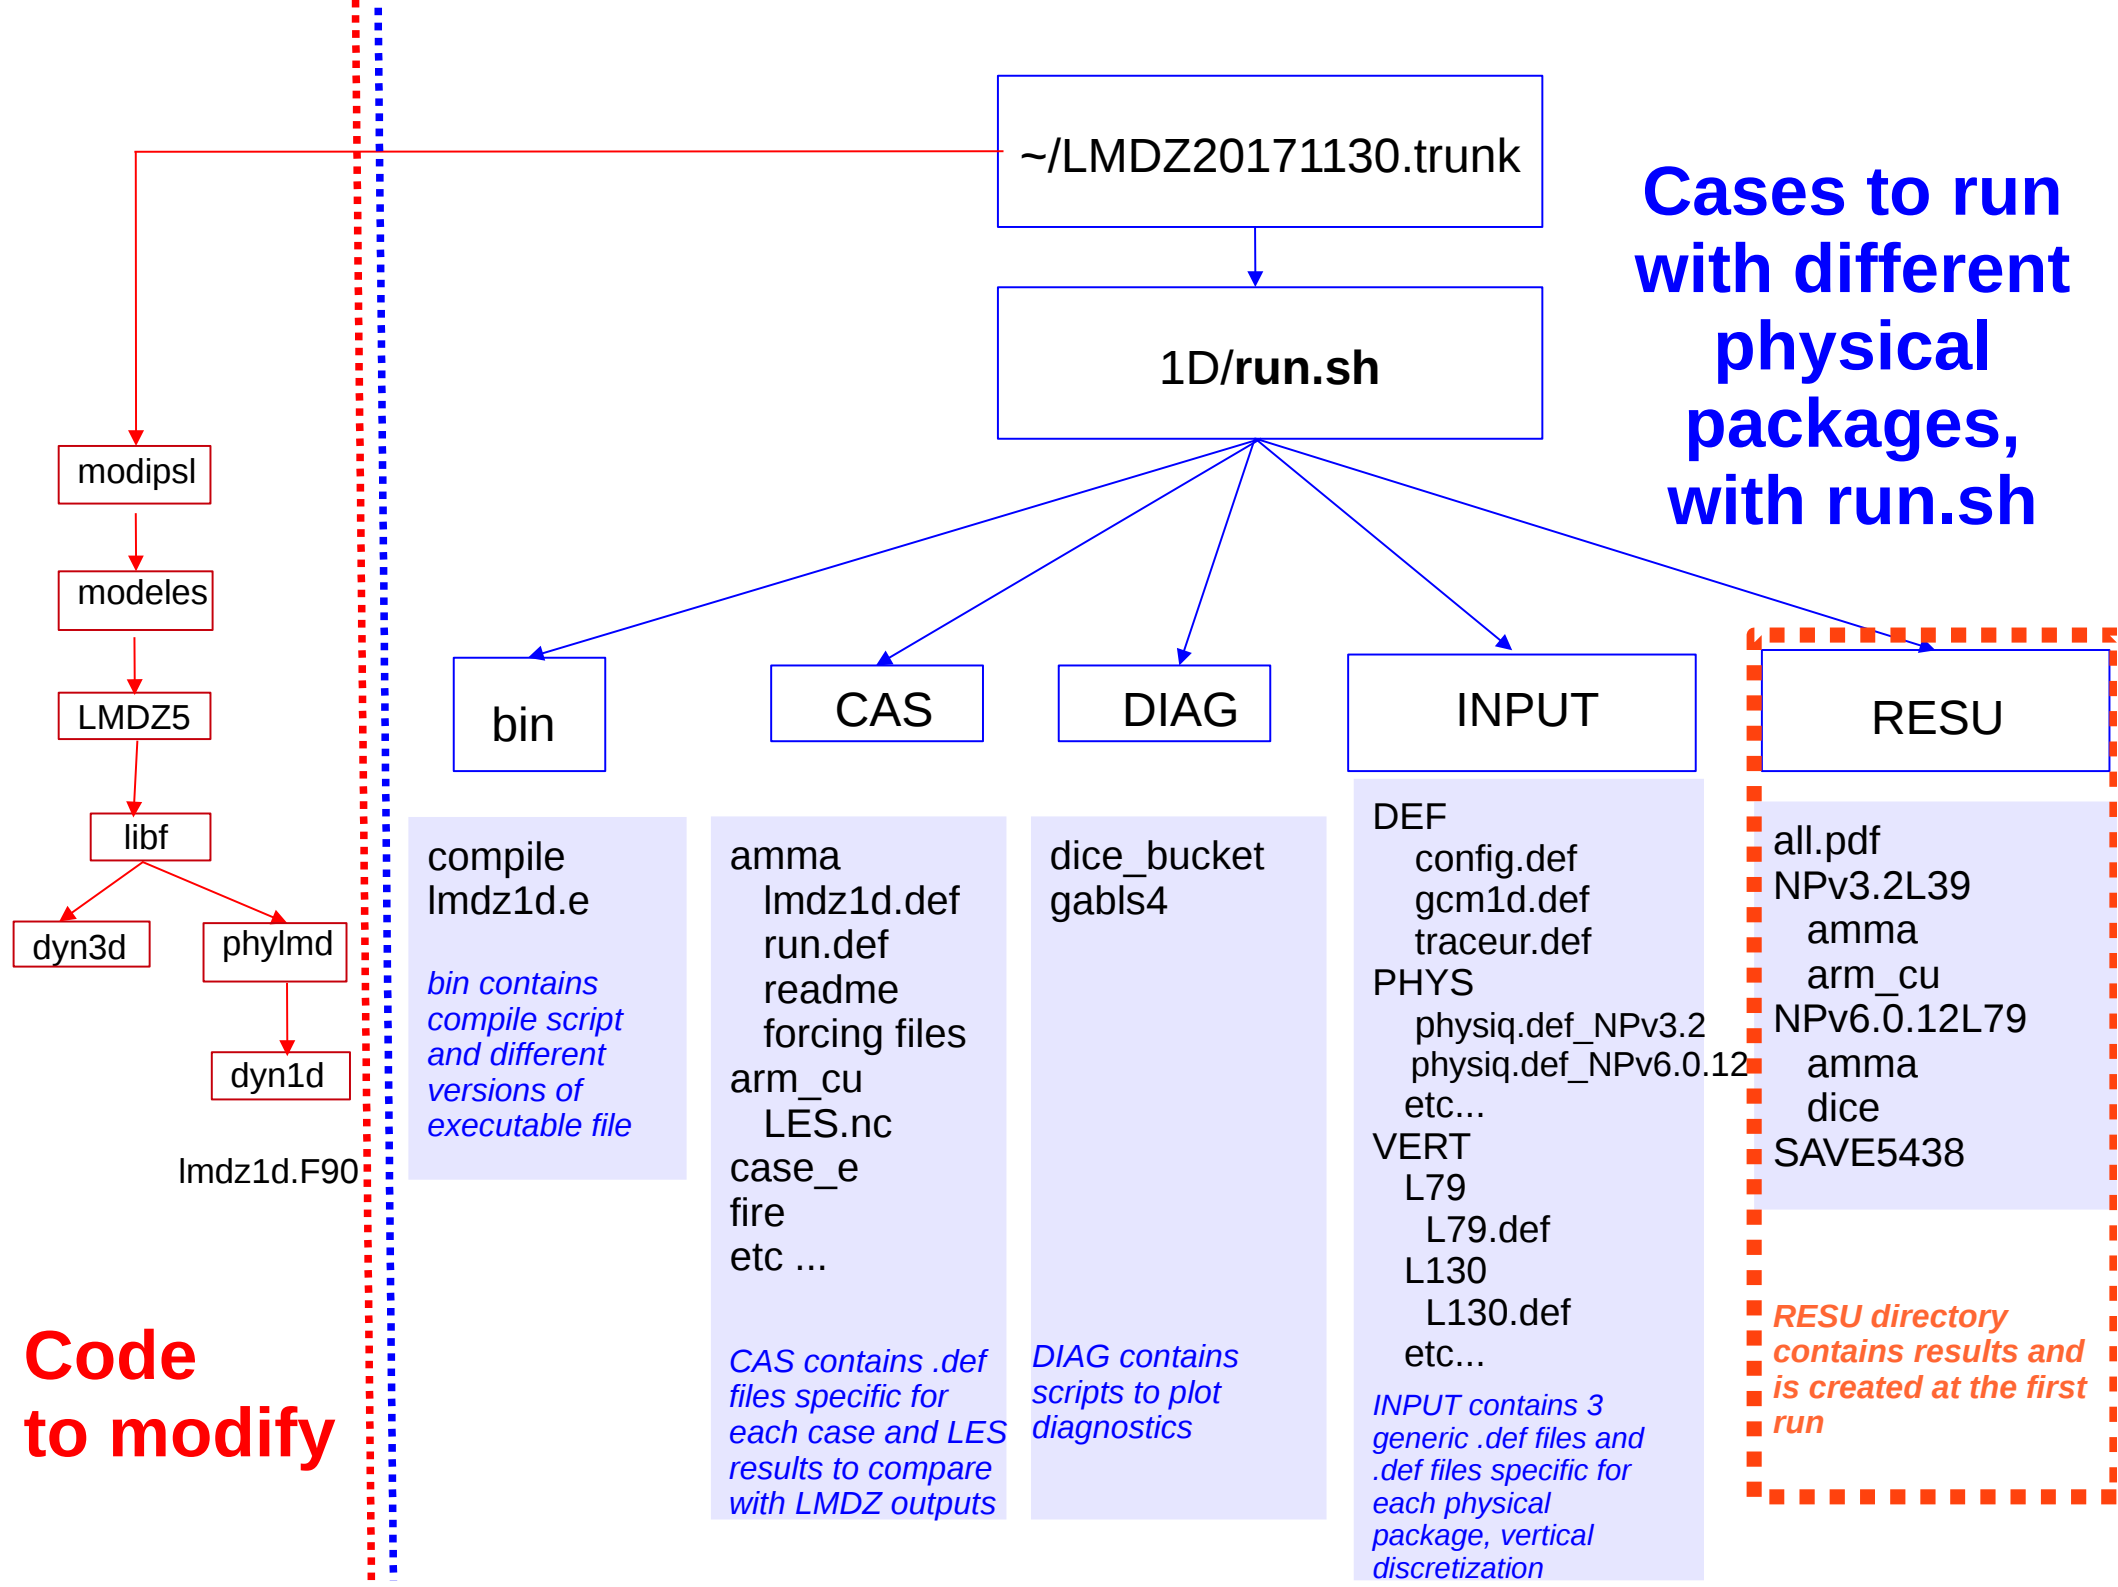 ~/LMDZ20171130.trunk
Cases to run
with different
physical
packages,
with run.sh
1D/run.sh
modipsl
modeles
LMDZ5
libf
dyn3d
phylmd
dyn1d
lmdz1d.F90
Code
to modify
bin
compile
lmdz1d.e
bin contains
compile script
and different
versions of
executable file
CAS
amma
lmdz1d.def
run.def
readme
forcing files
arm_cu
LES.nc
case_e
fire
etc ...
CAS contains .def
files specific for
each case and LES
results to compare
with LMDZ outputs
DIAG
dice_bucket
gabls4
DIAG contains
scripts to plot
diagnostics
INPUT
DEF
config.def
gcm1d.def
traceur.def
PHYS
physiq.def_NPv3.2
physiq.def_NPv6.0.12
etc...
VERT
L79
L79.def
L130
L130.def
etc...
INPUT contains 3
generic .def files and
.def files specific for
each physical
package, vertical
discretization
RESU
all.pdf
NPv3.2L39
amma
arm_cu
NPv6.0.12L79
amma
dice
SAVE5438
RESU directory
contains results and
is created at the first
run